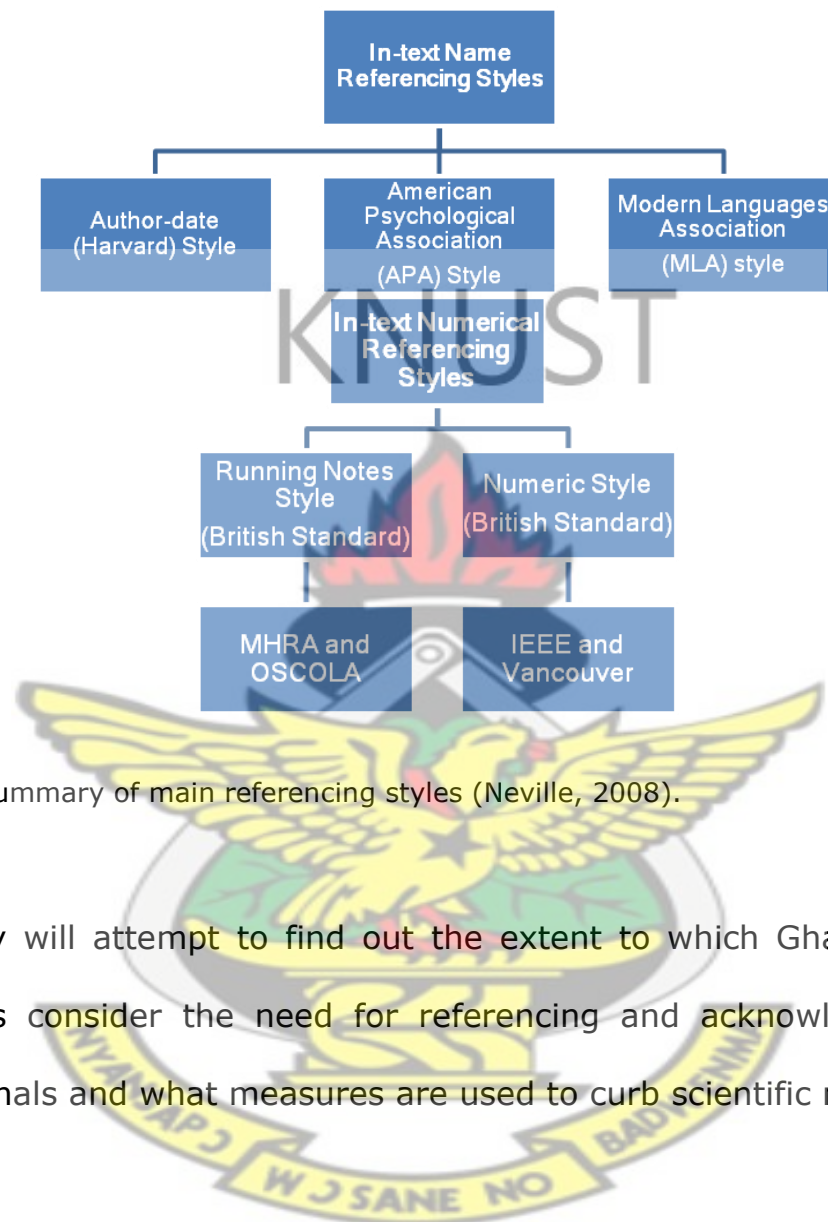 In-text Name
Referencing Styles
Author-date
(Harvard) Style
American
Psychological
Association
(APA) Style
Modern Languages
Association
(MLA) style
KNUST
In-text Numerical
Referencing
Styles
Running Notes
Style
(British Standard)
Numeric Style
(British Standard)
MHRA and
OSCOLA
IEEE and
Vancouver
ummary of main referencing styles (Neville, 2008).
y will attempt to find out the extent to which Gha
s consider the need for referencing and acknowl
nals and what measures are used to curb scientific
NYANSAPƆ WƆSANE NO BADWENMA